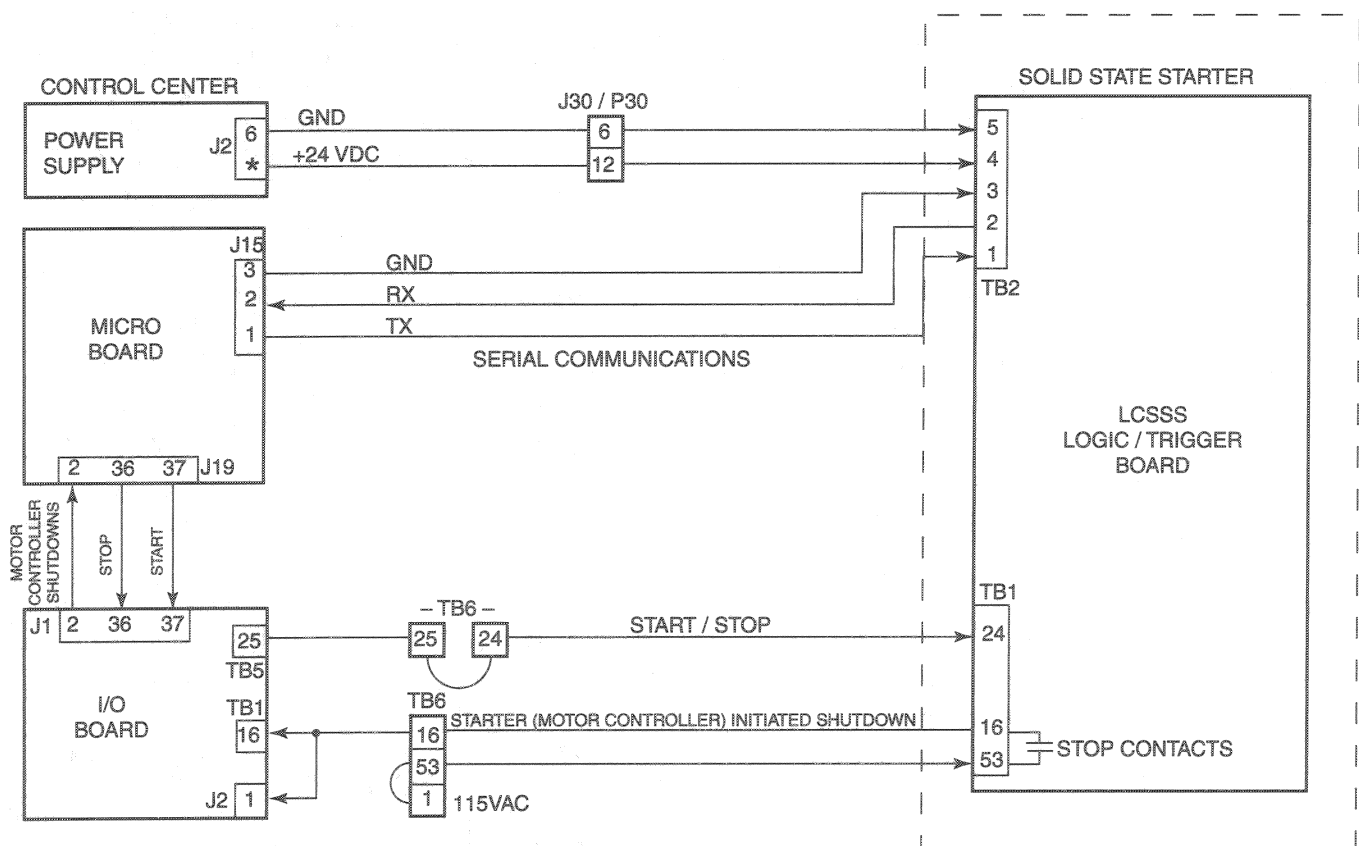 CONTROL CENTER
POWER
SUPPLY
J2
6
*
GND
+24 VDC
J30 / P30
6
12
SOLID STATE STARTER
5
4
3
2
1
TB2
MICRO
BOARD
J15
3
2
1
GND
RX
TX
SERIAL COMMUNICATIONS
LCSSS
LOGIC / TRIGGER
BOARD
2 36 37
J19
MOTOR
CONTROLLER
SHUTDOWNS
STOP
START
J1
2 36 37
I/O
BOARD
25
TB5
TB1
16
J2
1
– TB6 –
25
24
START / STOP
TB6
16
53
1
115VAC
STARTER (MOTOR CONTROLLER) INITIATED SHUTDOWN
TB1
24
16
53
STOP CONTACTS